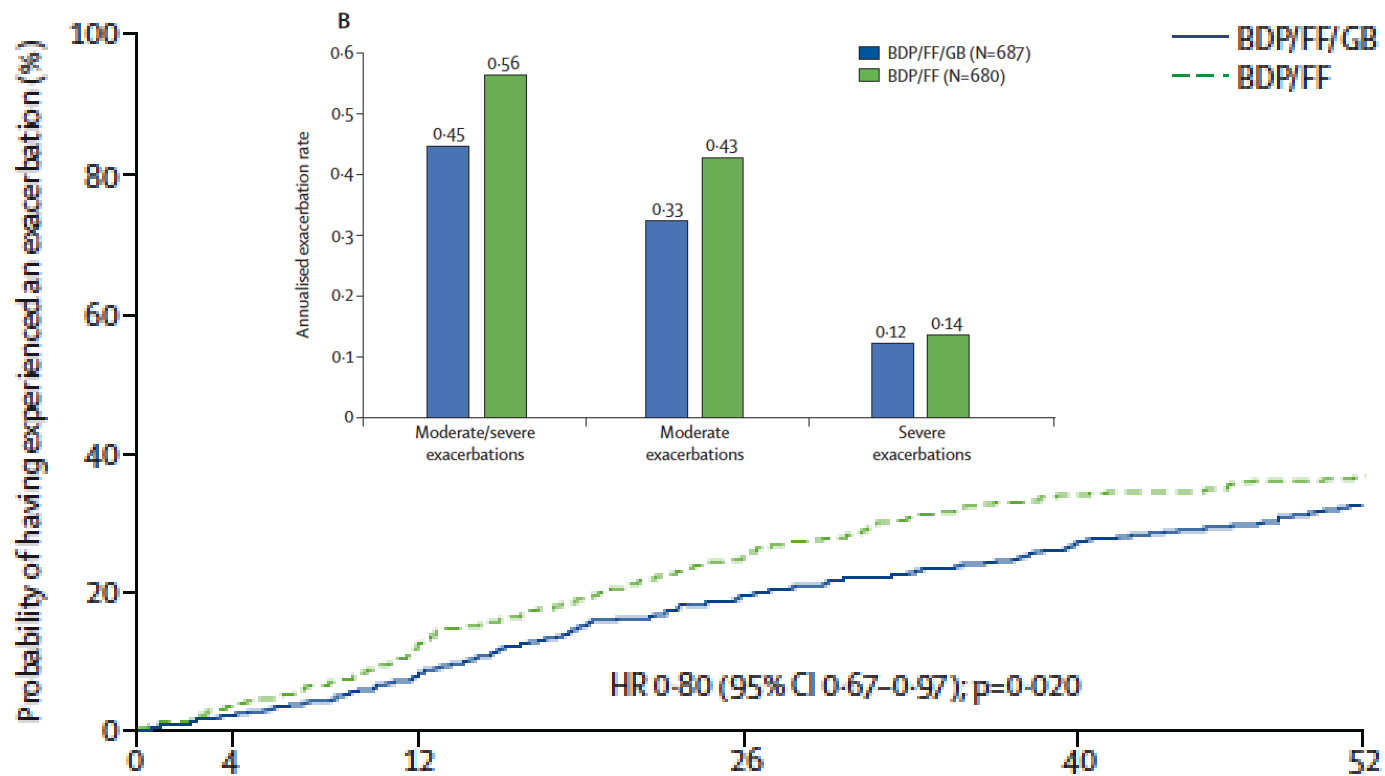 Probability of having experienced an exacerbation (%)
100
80
60
40
20
0
0
4
12
26
40
52
BDP/FF/GB
BDP/FF
HR 0·80 (95% CI 0·67–0·97); p=0·020
B
Annualised exacerbation rate
0·6
0·5
0·4
0·3
0·2
0·1
0
BDP/FF/GB (N=687)
BDP/FF (N=680)
0·45
0·56
0·33
0·43
0·12
0·14
Moderate/severe
exacerbations
Moderate
exacerbations
Severe
exacerbations